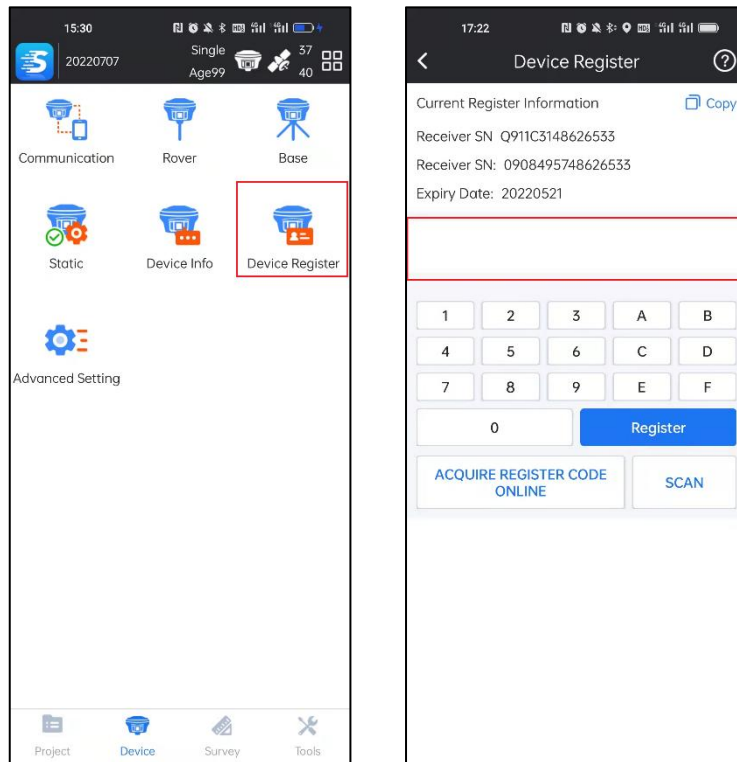 15:30
Single
20220707
37
Age99
40
Communication
Rover
Base
Static
Device Info
Device Register
Advanced Setting
Project
Device
Survey
Tools
17:22
Device Register
Current Register Information
Copy
Receiver SN Q911C3148626533
Receiver SN: 0908495748626533
Expiry Date: 20220521
1 2 3 A B
4 5 6 C D
7 8 9 E F
0 Register
ACQUIRE REGISTER CODE
ONLINE
SCAN